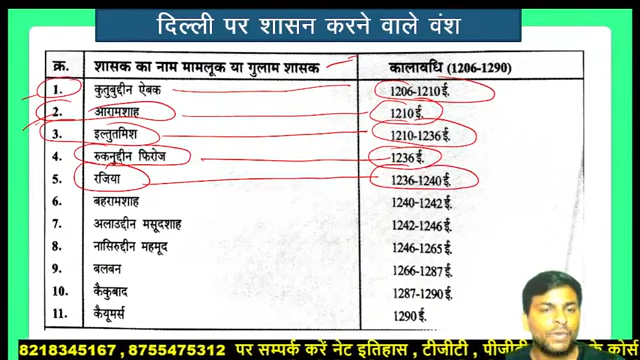 दिल्ली पर शासन करने वाले वंश
क्र. शासक का नाम मामलूक या गुलाम शासक कालावधि (1206-1290)
1. कुतुबुद्दीन ऐबक 1206-1210 ई.
2. आरामशाह 1210 ई.
3. इल्तुतमिश 1210-1236 ई.
4. रुकनुद्दीन फिरोज 1236 ई.
5. रजिया 1236-1240 ई.
6. बहरामशाह 1240-1242 ई.
7. अलाउद्दीन मसूदशाह 1242-1246 ई.
8. नासिरुद्दीन महमूद 1246-1265 ई.
9. बलबन 1266-1287 ई.
10. कैकुबाद 1287-1290 ई.
11. कैयूमर्स 1290 ई.
8218345167 , 8755475312 पर सम्पर्क करें नेट इतिहास , टीजीटी , पीजीटी के कोर्स